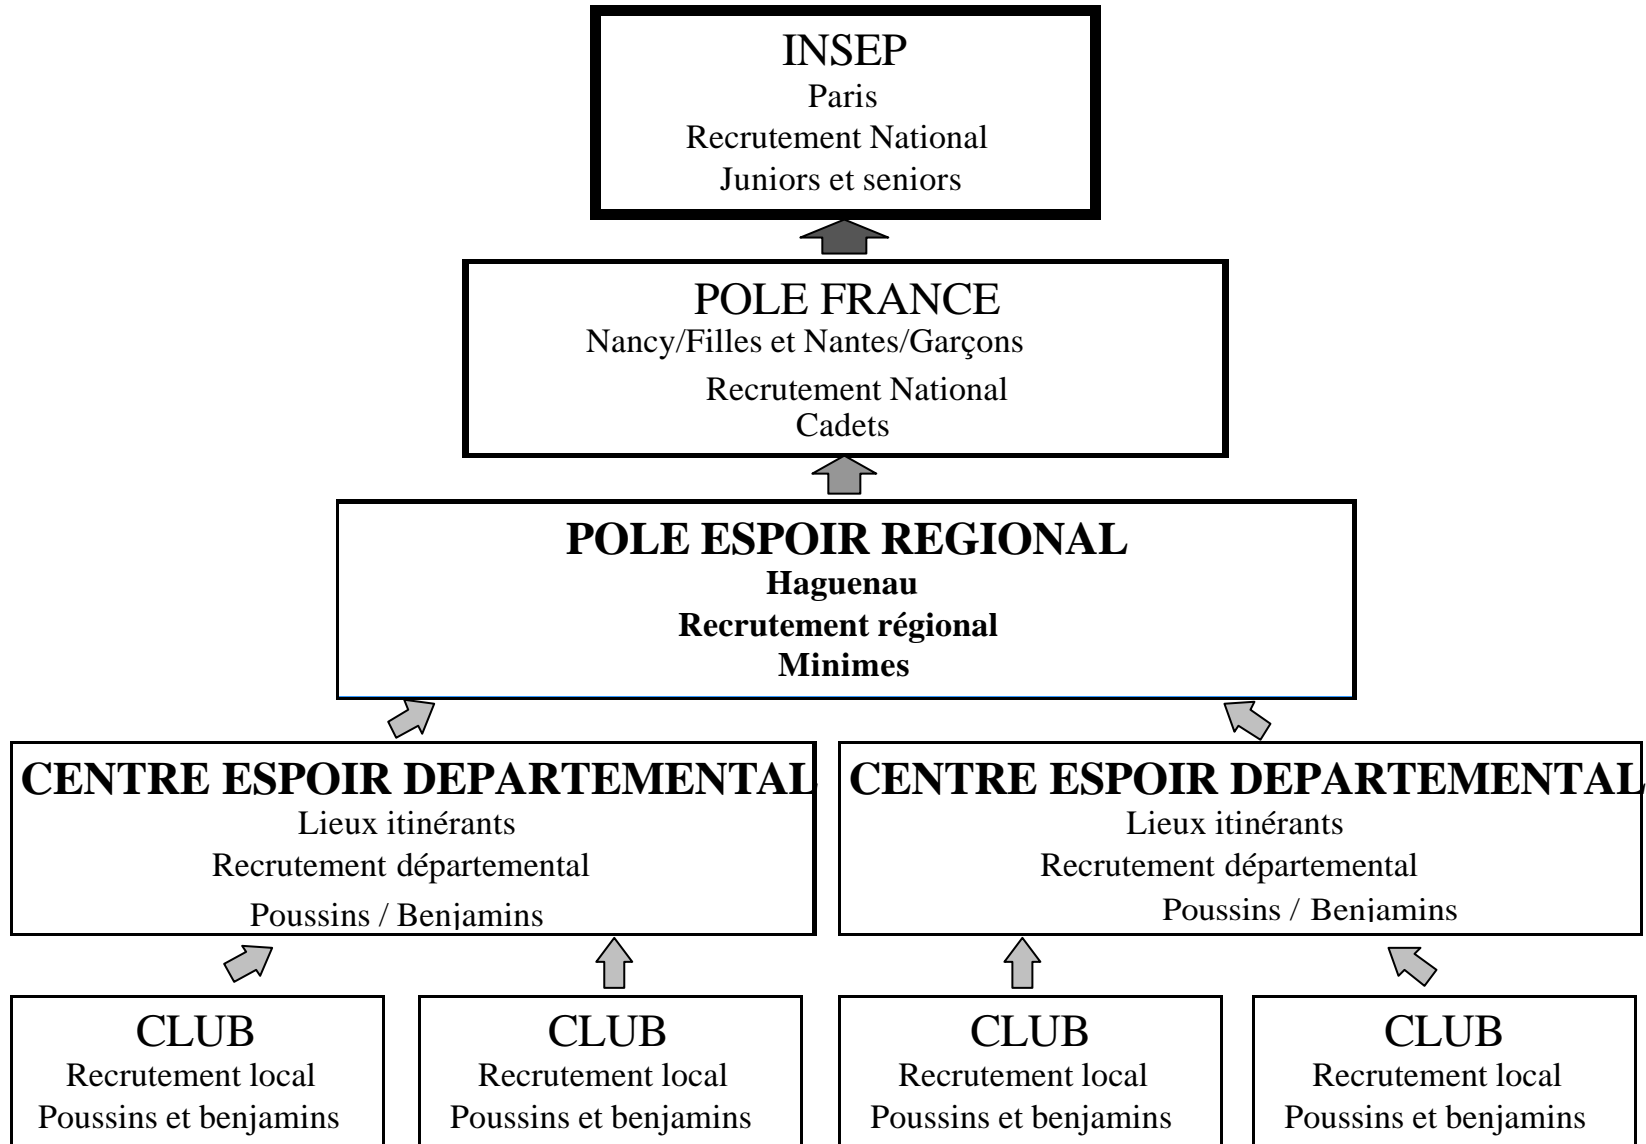 INSEP
Paris
Recrutement National
Juniors et seniors
POLE FRANCE
Nancy/Filles et Nantes/Garçons
Recrutement National
Cadets
POLE ESPOIR REGIONAL
Haguenau
Recrutement régional
Minimes
CENTRE ESPOIR DEPARTEMENTAL
Lieux itinérants
Recrutement départemental
Poussins / Benjamins
CENTRE ESPOIR DEPARTEMENTAL
Lieux itinérants
Recrutement départemental
Poussins / Benjamins
CLUB
Recrutement local
Poussins et benjamins
CLUB
Recrutement local
Poussins et benjamins
CLUB
Recrutement local
Poussins et benjamins
CLUB
Recrutement local
Poussins et benjamins